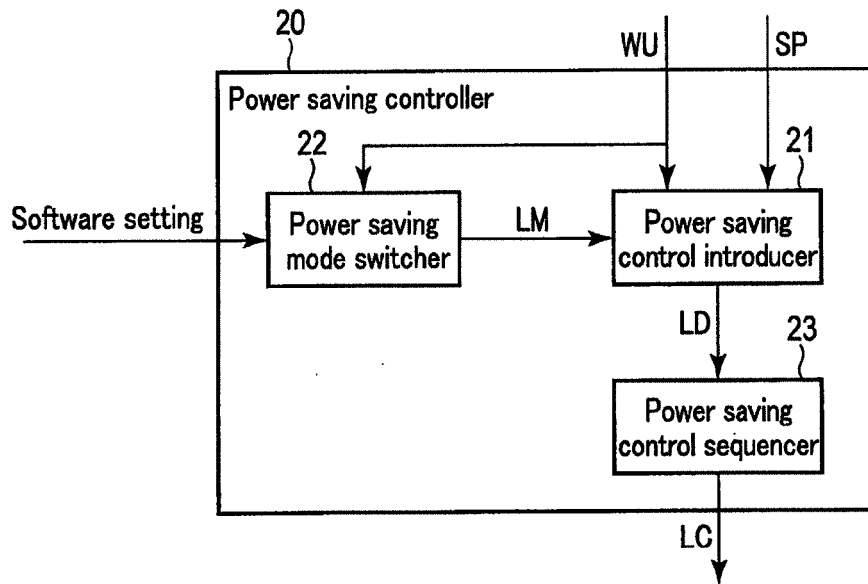 20
WU
SP
Power saving controller
22
21
Software setting
Power saving
mode switcher
LM
Power saving
control introducer
LD
23
Power saving
control sequencer
LC